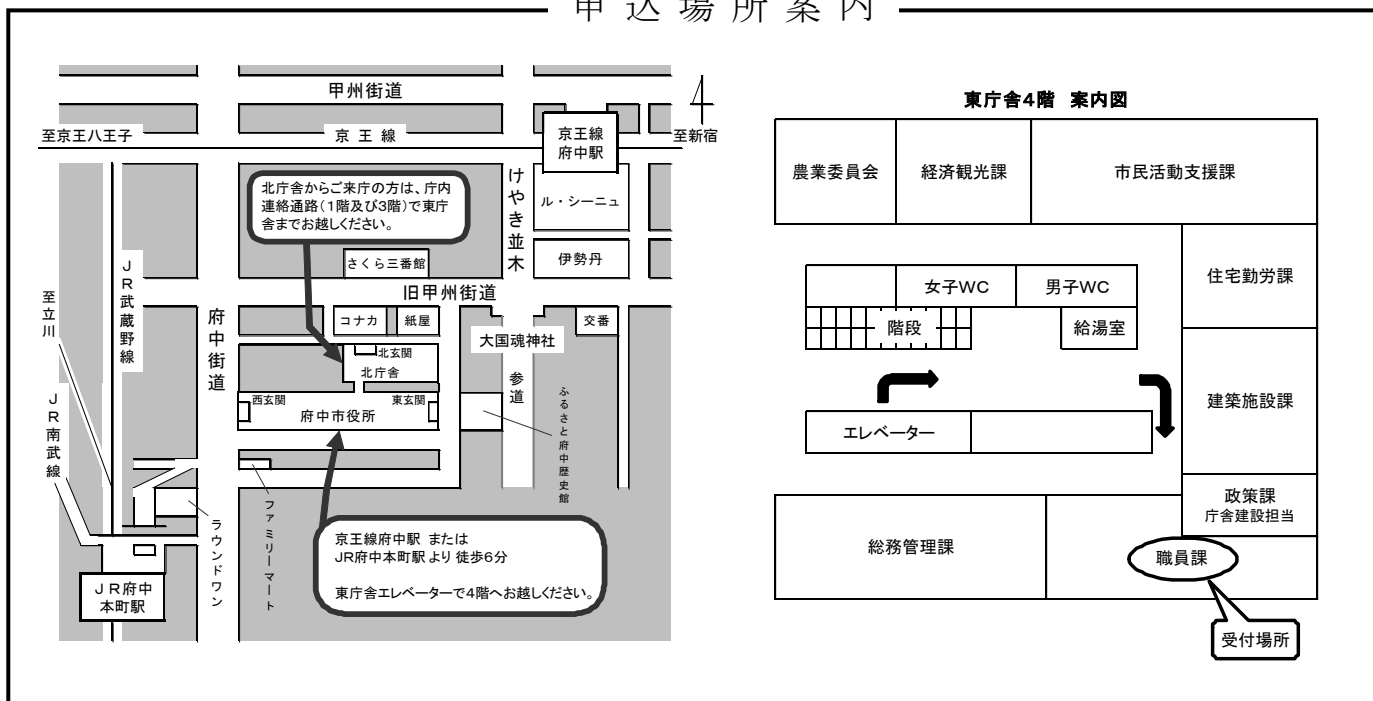 申込場所案内
甲州街道
至京王八王子
京王線
京王線
府中駅
至新宿
北庁舎からご来庁の方は、庁内
連絡通路（1階及び3階）で東庁
舎までお越しください。
けやき並木
ル・シーニュ
伊勢丹
さくら三番館
旧甲州街道
JR武蔵野線
至立川
府中街道
コナカ
紙屋
交番
大国魂神社
北玄関
北庁舎
参道
西玄関
東玄関
府中市役所
ふるさと府中歴史館
JR南武線
ラウンドワン
ファミリーマート
京王線府中駅 または
JR府中本町駅より 徒歩6分
東庁舎エレベーターで4階へお越しください。
JR府中
本町駅
東庁舎4階 案内図
農業委員会
経済観光課
市民活動支援課
住宅勤労課
女子WC
男子WC
階段
給湯室
建築施設課
エレベーター
政策課
庁舎建設担当
総務管理課
職員課
受付場所